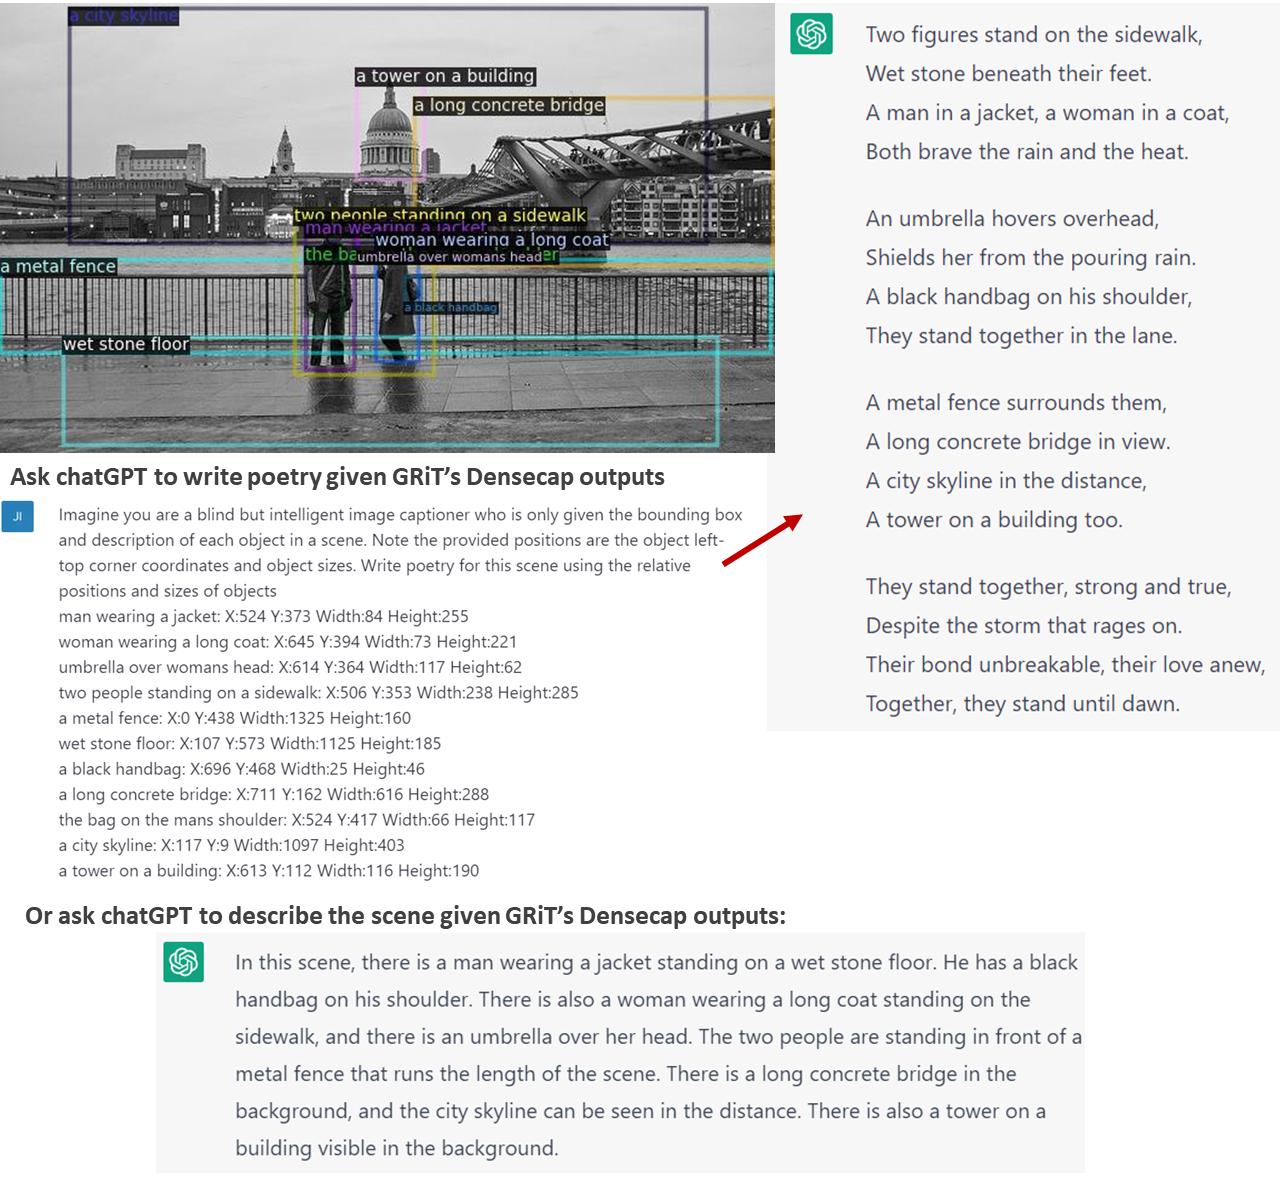 a city skyline
a tower on a building
a long concrete bridge
two people standing on a sidewalk
man wearing a jacket
woman wearing a long coat
the ba
umbrella over womans head
er
a metal fence
a black handbag
wet stone floor
Ask chatGPT to write poetry given GRiT's Densecap outputs
JI
Imagine you are a blind but intelligent image captioner who is only given the bounding box
and description of each object in a scene. Note the provided positions are the object left-
top corner coordinates and object sizes. Write poetry for this scene using the relative
positions and sizes of objects
man wearing a jacket: X:524 Y:373 Width:84 Height:255
woman wearing a long coat: X:645 Y:394 Width:73 Height:221
umbrella over womans head: X:614 Y:364 Width:117 Height:62
two people standing on a sidewalk: X:506 Y:353 Width:238 Height:285
a metal fence: X:0 Y:438 Width:1325 Height:160
wet stone floor: X:107 Y:573 Width:1125 Height:185
a black handbag: X:696 Y:468 Width:25 Height:46
a long concrete bridge: X:711 Y:162 Width:616 Height:288
the bag on the mans shoulder: X:524 Y:417 Width:66 Height:117
a city skyline: X:117 Y:9 Width:1097 Height:403
a tower on a building: X:613 Y:112 Width:116 Height:190
Two figures stand on the sidewalk,
Wet stone beneath their feet.
A man in a jacket, a woman in a coat,
Both brave the rain and the heat.
An umbrella hovers overhead,
Shields her from the pouring rain.
A black handbag on his shoulder,
They stand together in the lane.
A metal fence surrounds them,
A long concrete bridge in view.
A city skyline in the distance,
A tower on a building too.
They stand together, strong and true,
Despite the storm that rages on.
Their bond unbreakable, their love anew,
Together, they stand until dawn.
Or ask chatGPT to describe the scene given GRiT's Densecap outputs:
In this scene, there is a man wearing a jacket standing on a wet stone floor. He has a black
handbag on his shoulder. There is also a woman wearing a long coat standing on the
sidewalk, and there is an umbrella over her head. The two people are standing in front of a
metal fence that runs the length of the scene. There is a long concrete bridge in the
background, and the city skyline can be seen in the distance. There is also a tower on a
building visible in the background.